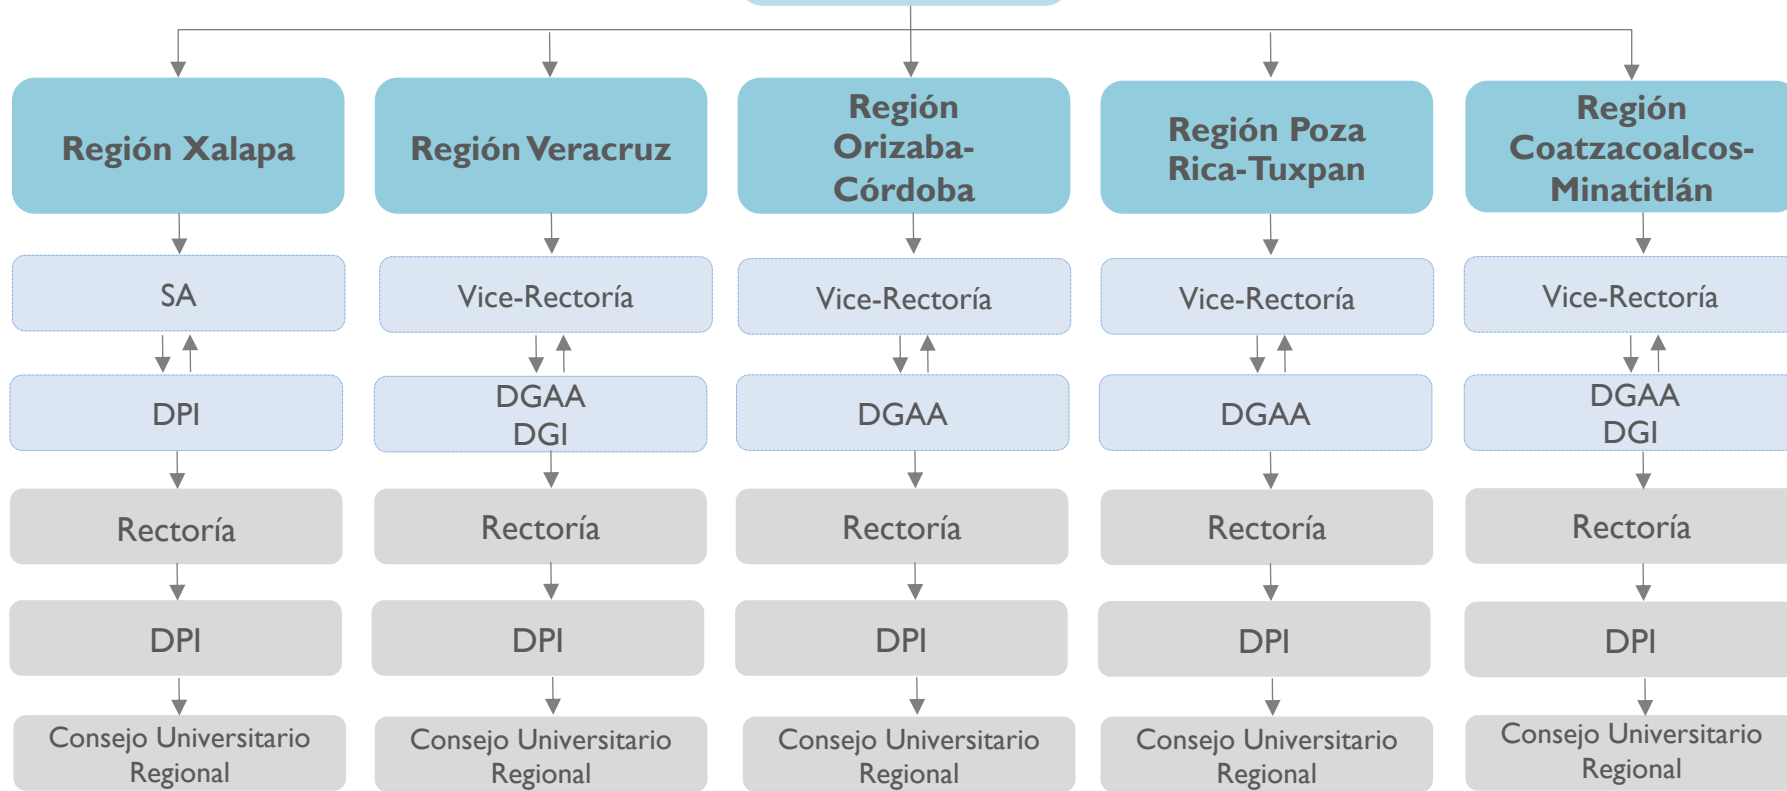 Región Xalapa
Región Veracruz
Región
Orizaba-
Córdoba
Región Poza
Rica-Tuxpan
Región
Coatzacoalcos-
Minatitlán
SA
Vice-Rectoría
Vice-Rectoría
Vice-Rectoría
Vice-Rectoría
DPI
DGAA
DGI
DGAA
DGAA
DGAA
DGI
Rectoría
Rectoría
Rectoría
Rectoría
Rectoría
DPI
DPI
DPI
DPI
DPI
Consejo Universitario
Regional
Consejo Universitario
Regional
Consejo Universitario
Regional
Consejo Universitario
Regional
Consejo Universitario
Regional